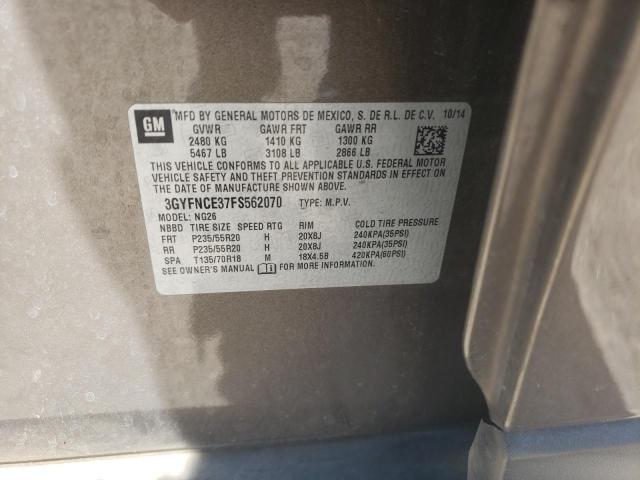 GM
MFD BY GENERAL MOTORS DE MEXICO, S. DE R.L. DE C.V. 10/14
GVWR GAWR FRT GAWR RR
2480 KG 1410 KG 1300 KG
5467 LB 3108 LB 2866 LB
THIS VEHICLE CONFORMS TO ALL APPLICABLE U.S. FEDERAL MOTOR
VEHICLE SAFETY AND THEFT PREVENTION STANDARDS IN EFFECT ON
THE DATE OF MANUFACTURE SHOWN ABOVE.
3GYFNCE37FS562070 TYPE: M.P.V.
MODEL: NG26
NBBD TIRE SIZE SPEED RTG RIM COLD TIRE PRESSURE
FRT P235/55R20 H 20X8J 240KPA(35PSI)
RR P235/55R20 H 20X8J 240KPA(35PSI)
SPA T135/70R18 M 18X4.5B 420KPA(60PSI)
SEE OWNER'S MANUAL FOR MORE INFORMATION.